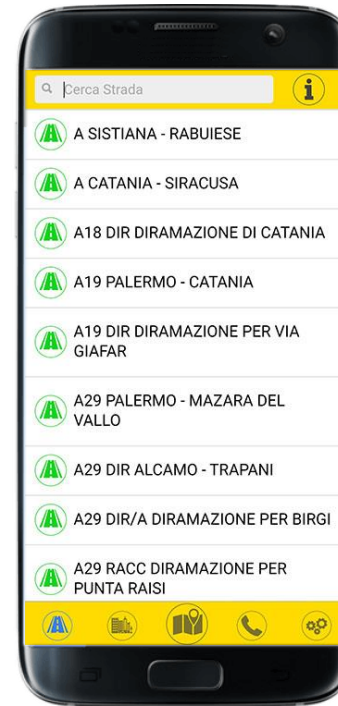 Cerca Strada
A SISTIANA - RABUIESE
A CATANIA - SIRACUSA
A18 DIR DIRAMAZIONE DI CATANIA
A19 PALERMO - CATANIA
A19 DIR DIRAMAZIONE PER VIA
GIAFAR
A29 PALERMO - MAZARA DEL
VALLO
A29 DIR ALCAMO - TRAPANI
A29 DIR/A DIRAMAZIONE PER BIRGI
A29 RACC DIRAMAZIONE PER
PUNTA RAISI